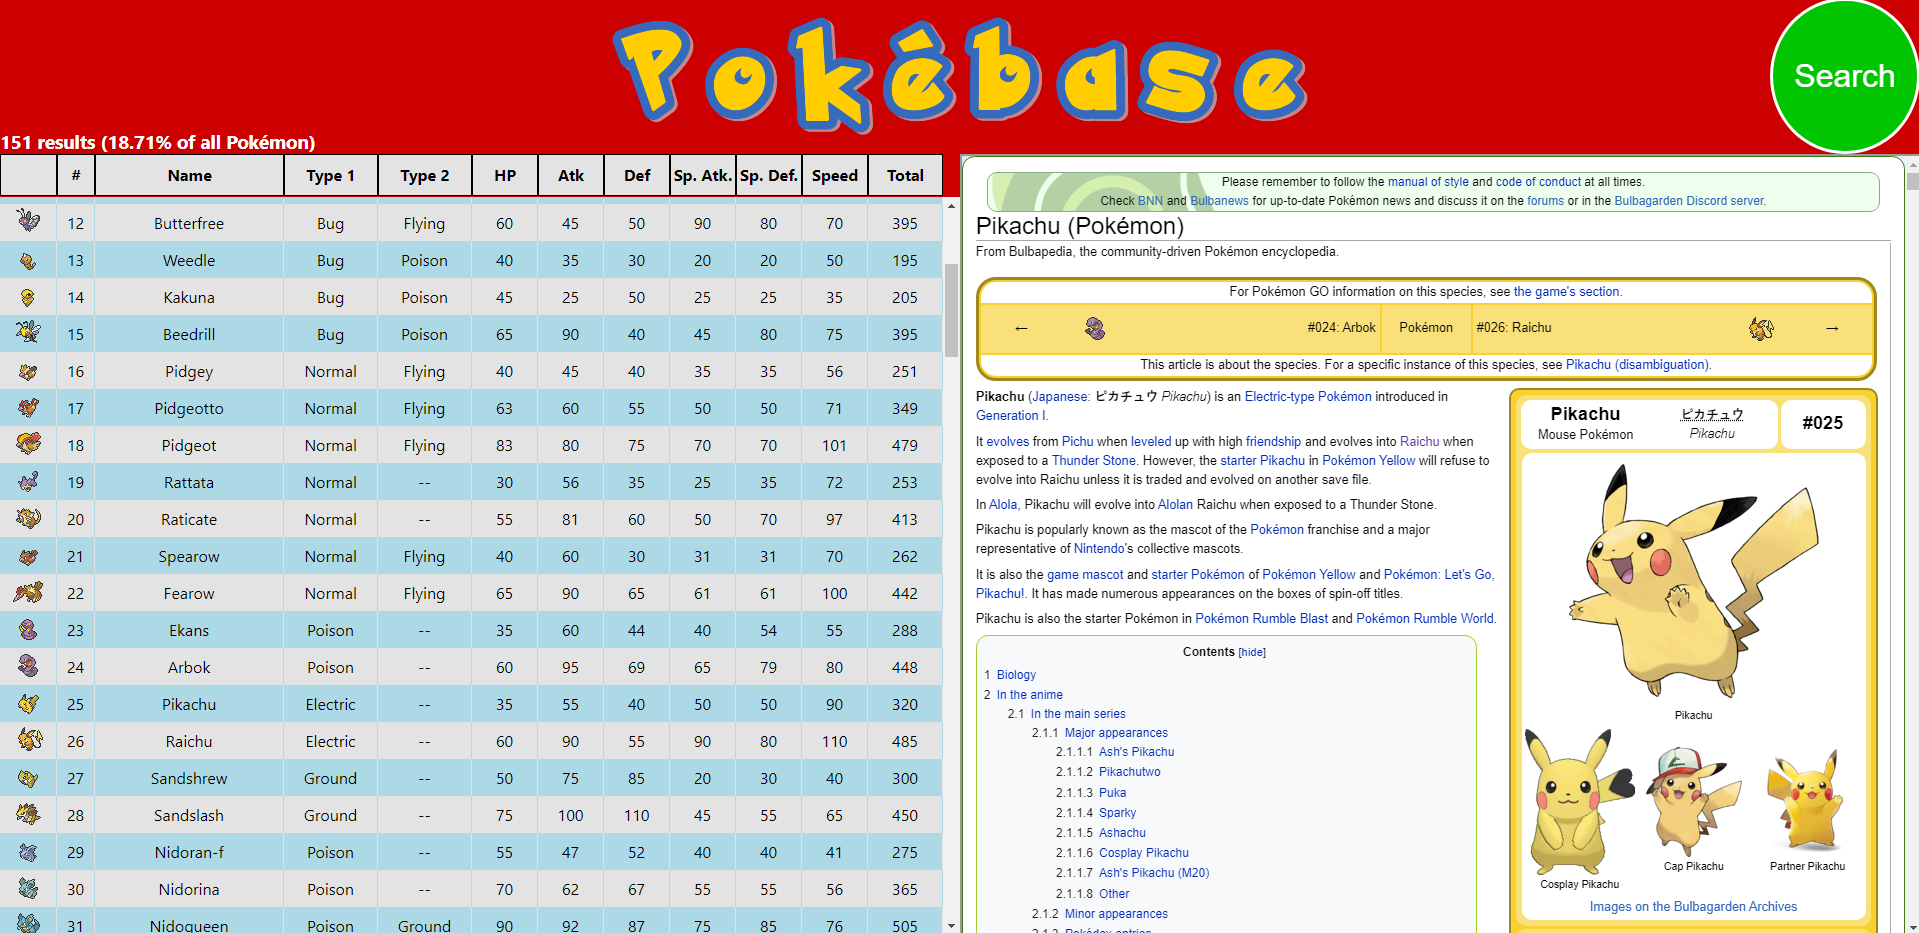 Pokébase
Search
151 results (18.71% of all Pokémon)
# Name Type 1 Type 2 HP Atk Def Sp. Atk. Sp. Def. Speed Total
12 Butterfree Bug Flying 60 45 50 90 80 70 395
13 Weedle Bug Poison 40 35 30 20 20 50 195
14 Kakuna Bug Poison 45 25 50 25 25 35 205
15 Beedrill Bug Poison 65 90 40 45 80 75 395
16 Pidgey Normal Flying 40 45 40 35 35 56 251
17 Pidgeotto Normal Flying 63 60 55 50 50 71 349
18 Pidgeot Normal Flying 83 80 75 70 70 101 479
19 Rattata Normal -- 30 56 35 25 35 72 253
20 Raticate Normal -- 55 81 60 50 70 97 413
21 Spearow Normal Flying 40 60 30 31 31 70 262
22 Fearow Normal Flying 65 90 65 61 61 100 442
23 Ekans Poison -- 35 60 44 40 54 55 288
24 Arbok Poison -- 60 95 69 65 79 80 448
25 Pikachu Electric -- 35 55 40 50 50 90 320
26 Raichu Electric -- 60 90 55 90 80 110 485
27 Sandshrew Ground -- 50 75 85 20 30 40 300
28 Sandslash Ground -- 75 100 110 45 55 65 450
29 Nidoran-f Poison -- 55 47 52 40 40 41 275
30 Nidorina Poison -- 70 62 67 55 55 56 365
31 Nidoqueen Poison Ground 90 92 87 75 85 76 505
Please remember to follow the manual of style and code of conduct at all times.
Check BNN and Bulbanews for up-to-date Pokémon news and discuss it on the forums or in the Bulbagarden Discord server.
Pikachu (Pokémon)
From Bulbapedia, the community-driven Pokémon encyclopedia.
For Pokémon GO information on this species, see the game's section.
← #024: Arbok Pokémon #026: Raichu →
This article is about the species. For a specific instance of this species, see Pikachu (disambiguation).
Pikachu (Japanese: ピカチュウ Pikachu) is an Electric-type Pokémon introduced in
Generation I.
It evolves from Pichu when leveled up with high friendship and evolves into Raichu when
exposed to a Thunder Stone. However, the starter Pikachu in Pokémon Yellow will refuse to
evolve into Raichu unless it is traded and evolved on another save file.
In Alola, Pikachu will evolve into Alolan Raichu when exposed to a Thunder Stone.
Pikachu is popularly known as the mascot of the Pokémon franchise and a major
representative of Nintendo's collective mascots.
It is also the game mascot and starter Pokémon of Pokémon Yellow and Pokémon: Let's Go,
Pikachu!. It has made numerous appearances on the boxes of spin-off titles.
Pikachu is also the starter Pokémon in Pokémon Rumble Blast and Pokémon Rumble World.
Contents [hide]
1 Biology
2 In the anime
2.1 In the main series
2.1.1 Major appearances
2.1.1.1 Ash's Pikachu
2.1.1.2 Pikachutwo
2.1.1.3 Puka
2.1.1.4 Sparky
2.1.1.5 Ashachu
2.1.1.6 Cosplay Pikachu
2.1.1.7 Ash's Pikachu (M20)
2.1.1.8 Other
2.1.2 Minor appearances
2.1.3 Pokédex entries
Pikachu ピカチュウ #025
Mouse Pokémon Pikachu
Pikachu
Cosplay Pikachu
Cap Pikachu
Partner Pikachu
Images on the Bulbagarden Archives